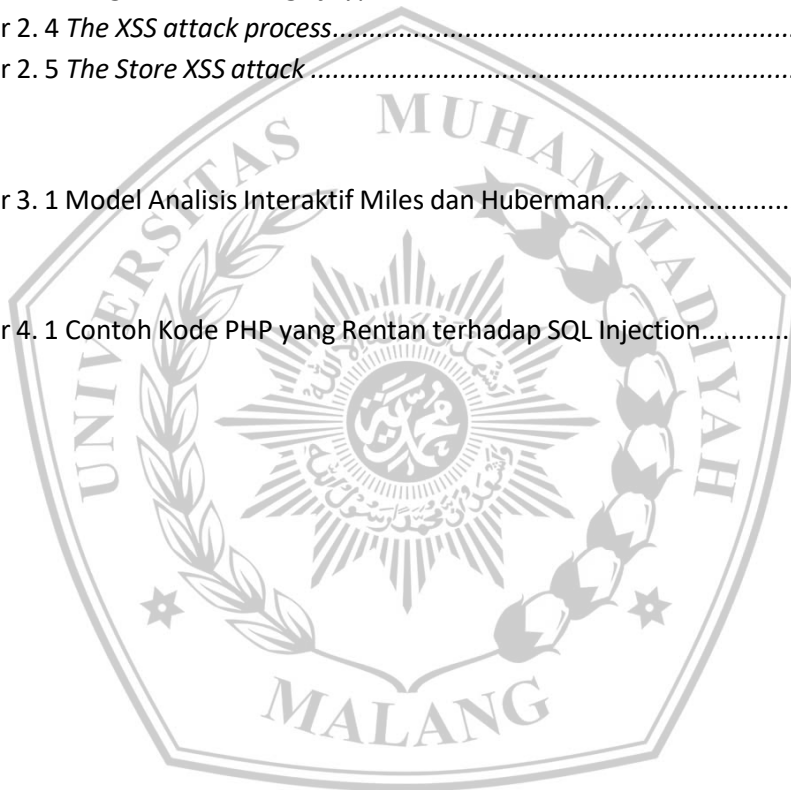 r 2. 4 The XSS attack process
r 2. 5 The Store XSS attack
r 3. 1 Model Analisis Interaktif Miles dan Huberman
r 4. 1 Contoh Kode PHP yang Rentan terhadap SQL Injection
UNIVERSITAS MUHAMMADIYAH
MALANG